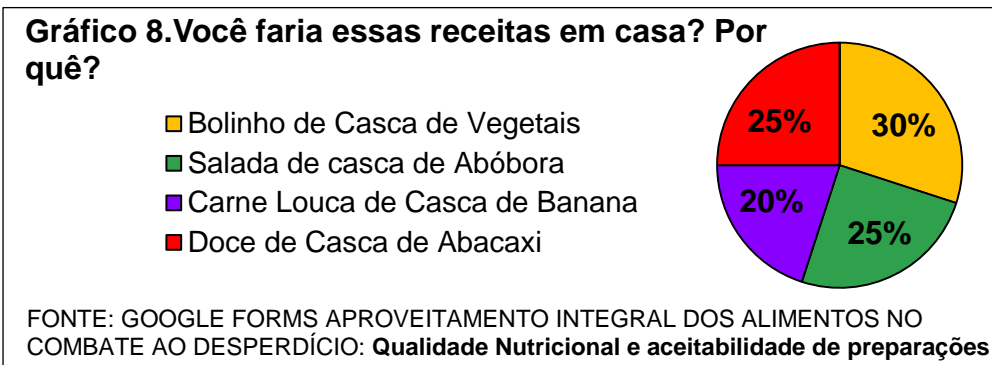 Gráfico 8.Você faria essas receitas em casa? Por
quê?
Bolinho de Casca de Vegetais
Salada de casca de Abóbora
Carne Louca de Casca de Banana
Doce de Casca de Abacaxi
25%
30%
20%
25%
FONTE: GOOGLE FORMS APROVEITAMENTO INTEGRAL DOS ALIMENTOS NO
COMBATE AO DESPERDÍCIO: Qualidade Nutricional e aceitabilidade de preparações